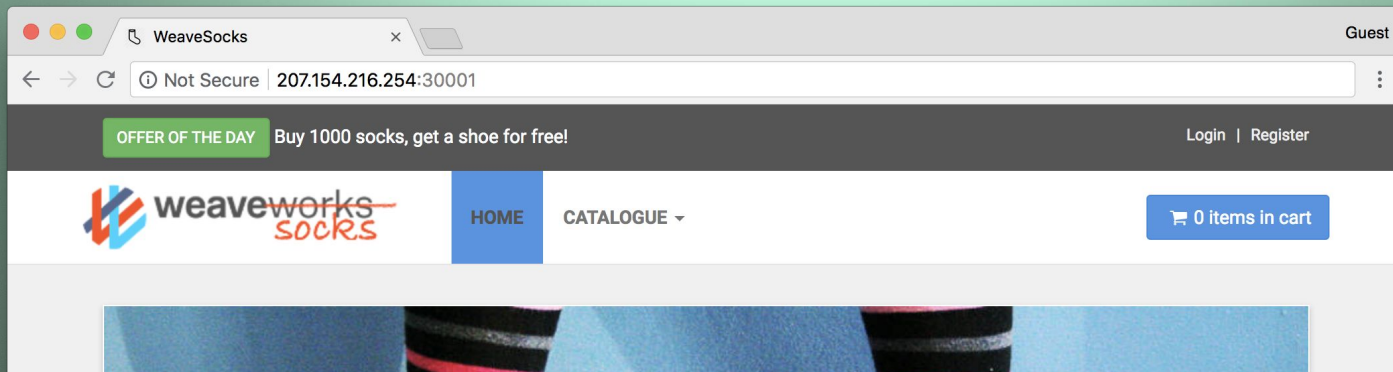 WeaveSocks
Guest
Not Secure 207.154.216.254:30001
OFFER OF THE DAY Buy 1000 socks, get a shoe for free!
Login | Register
weaveworks
socks
HOME
CATALOGUE
0 items in cart